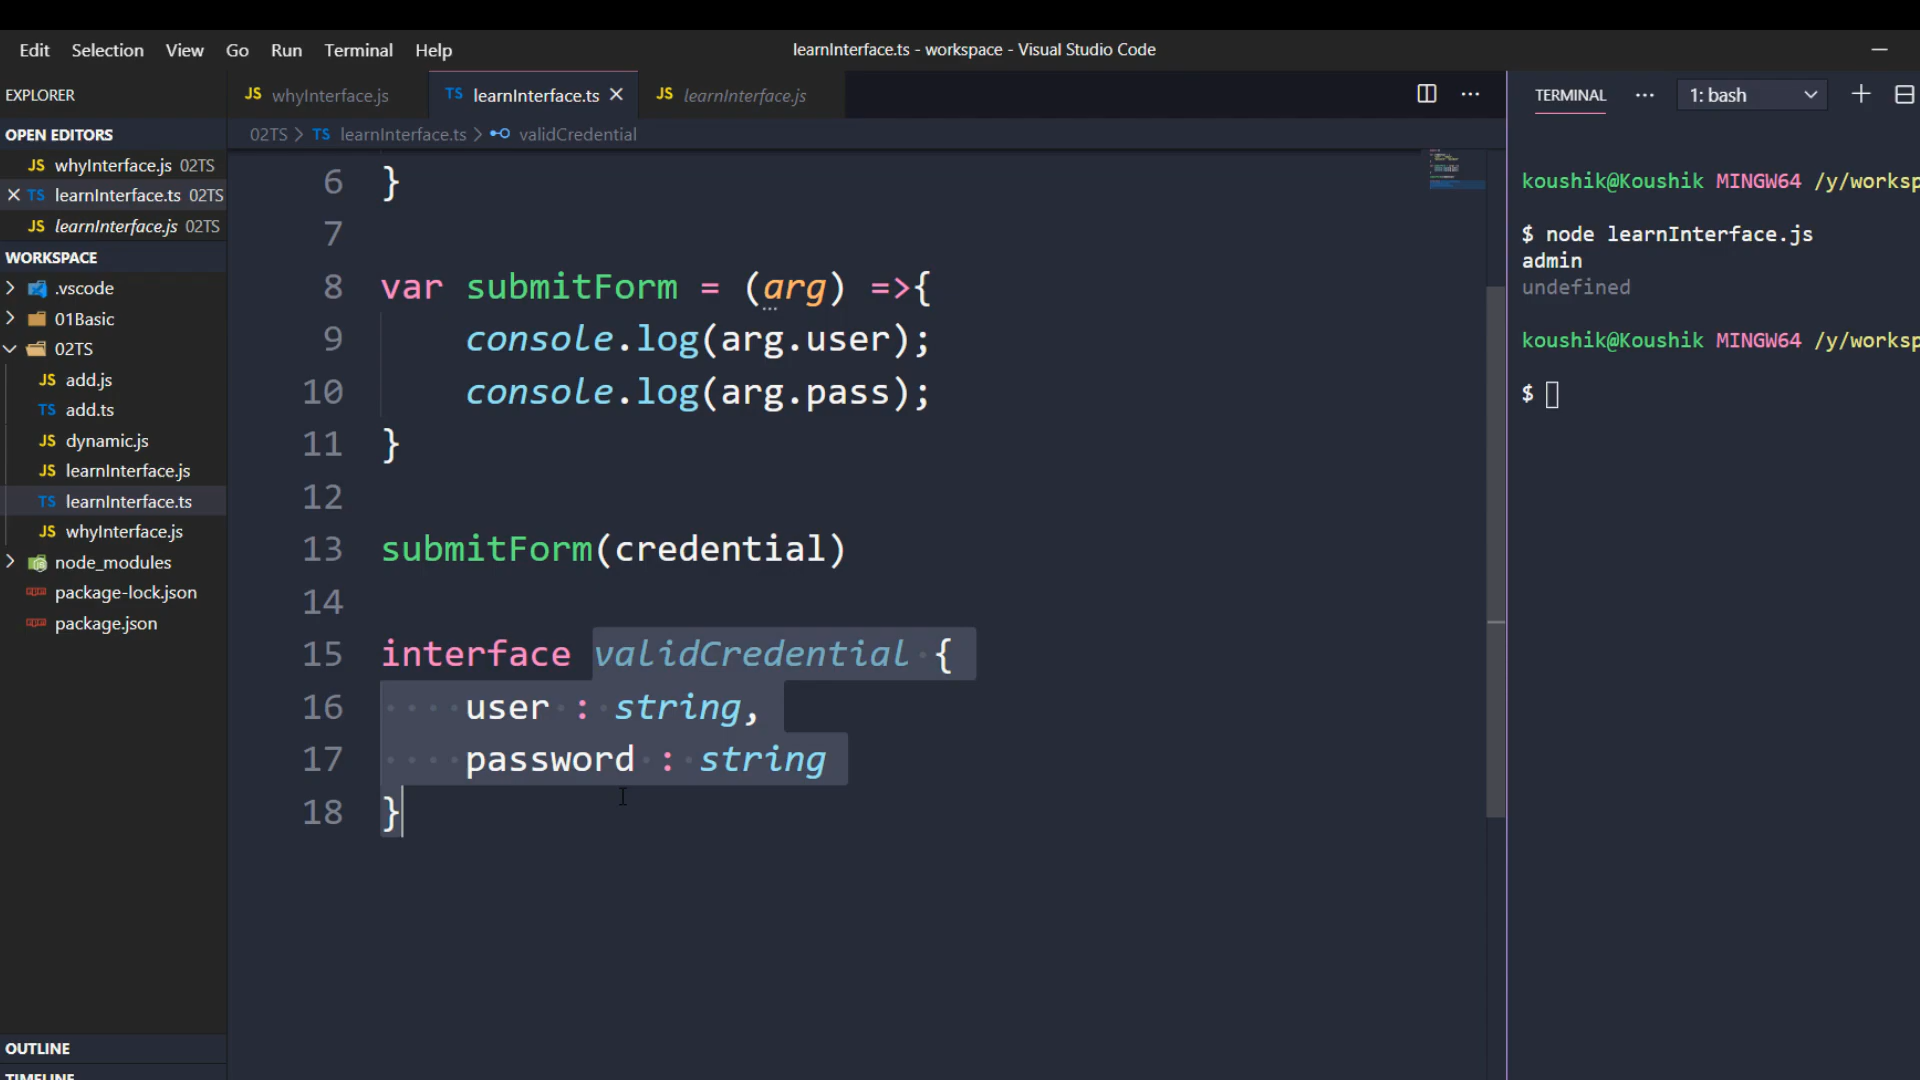 Edit Selection View Go Run Terminal Help
learnInterface.ts - workspace - Visual Studio Code
EXPLORER
OPEN EDITORS
JS whyInterface.js 02TS
TS learnInterface.ts 02TS
JS learnInterface.js 02TS
WORKSPACE
.vscode
01Basic
02TS
JS add.js
TS add.ts
JS dynamic.js
JS learnInterface.js
TS learnInterface.ts
JS whyInterface.js
node_modules
package-lock.json
package.json
OUTLINE
TIMELINE
JS whyInterface.js
TS learnInterface.ts
JS learnInterface.js
02TS > TS learnInterface.ts > validCredential
6 }
7
8 var submitForm = (arg) =>{
9 console.log(arg.user);
10 console.log(arg.pass);
11 }
12
13 submitForm(credential)
14
15 interface validCredential {
16 user : string,
17 password : string
18 }
TERMINAL ··· 1: bash
koushik@Koushik MINGW64 /y/worksp
$ node learnInterface.js
admin
undefined
koushik@Koushik MINGW64 /y/worksp
$